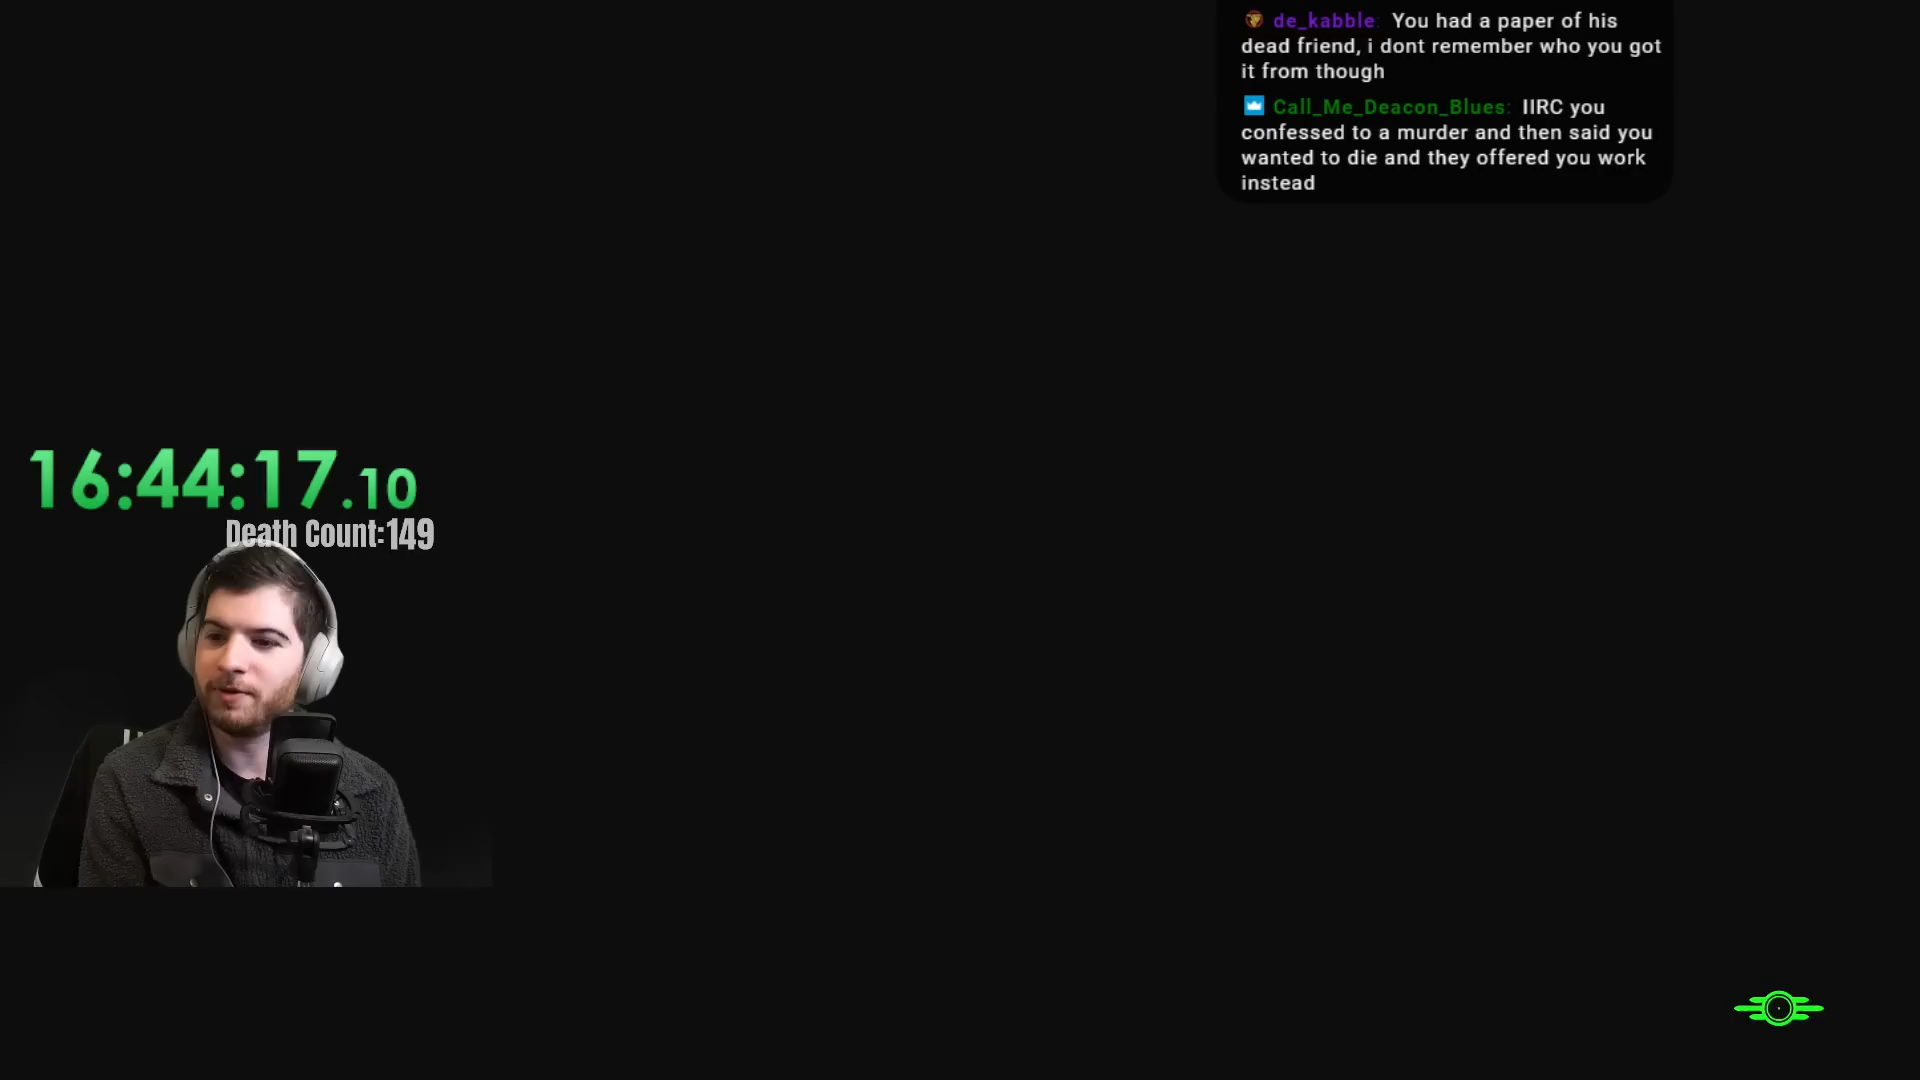 de_kabble: You had a paper of his
dead friend, i dont remember who you got
it from though
Call_Me_Deacon_Blues: IIRC you
confessed to a murder and then said you
wanted to die and they offered you work
instead
16:44:17.10
Death Count:149